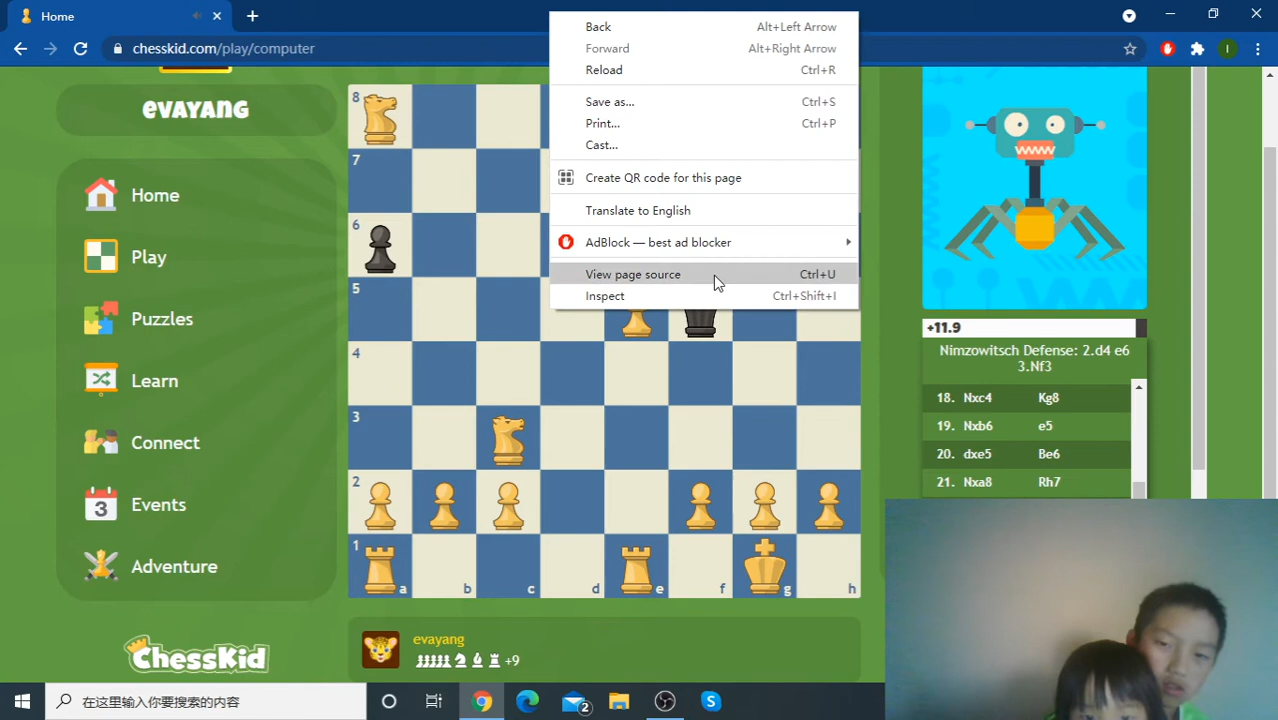 Home
chesskid.com/play/computer
evayang
Home
Play
Puzzles
Learn
Connect
3
Events
Adventure
ChessKid
8
7
6
5
4
3
2
1
a
b
c
d
e
f
g
h
Back Alt+Left Arrow
Forward Alt+Right Arrow
Reload Ctrl+R
Save as... Ctrl+S
Print... Ctrl+P
Cast...
Create QR code for this page
Translate to English
AdBlock — best ad blocker
View page source Ctrl+U
Inspect Ctrl+Shift+I
I
+11.9
Nimzowitsch Defense: 2.d4 e6
3.Nf3
18. Nxc4 Kg8
19. Nxb6 e5
20. dxe5 Be6
21. Nxa8 Rh7
evayang
+9
在这里输入你要搜索的内容
2